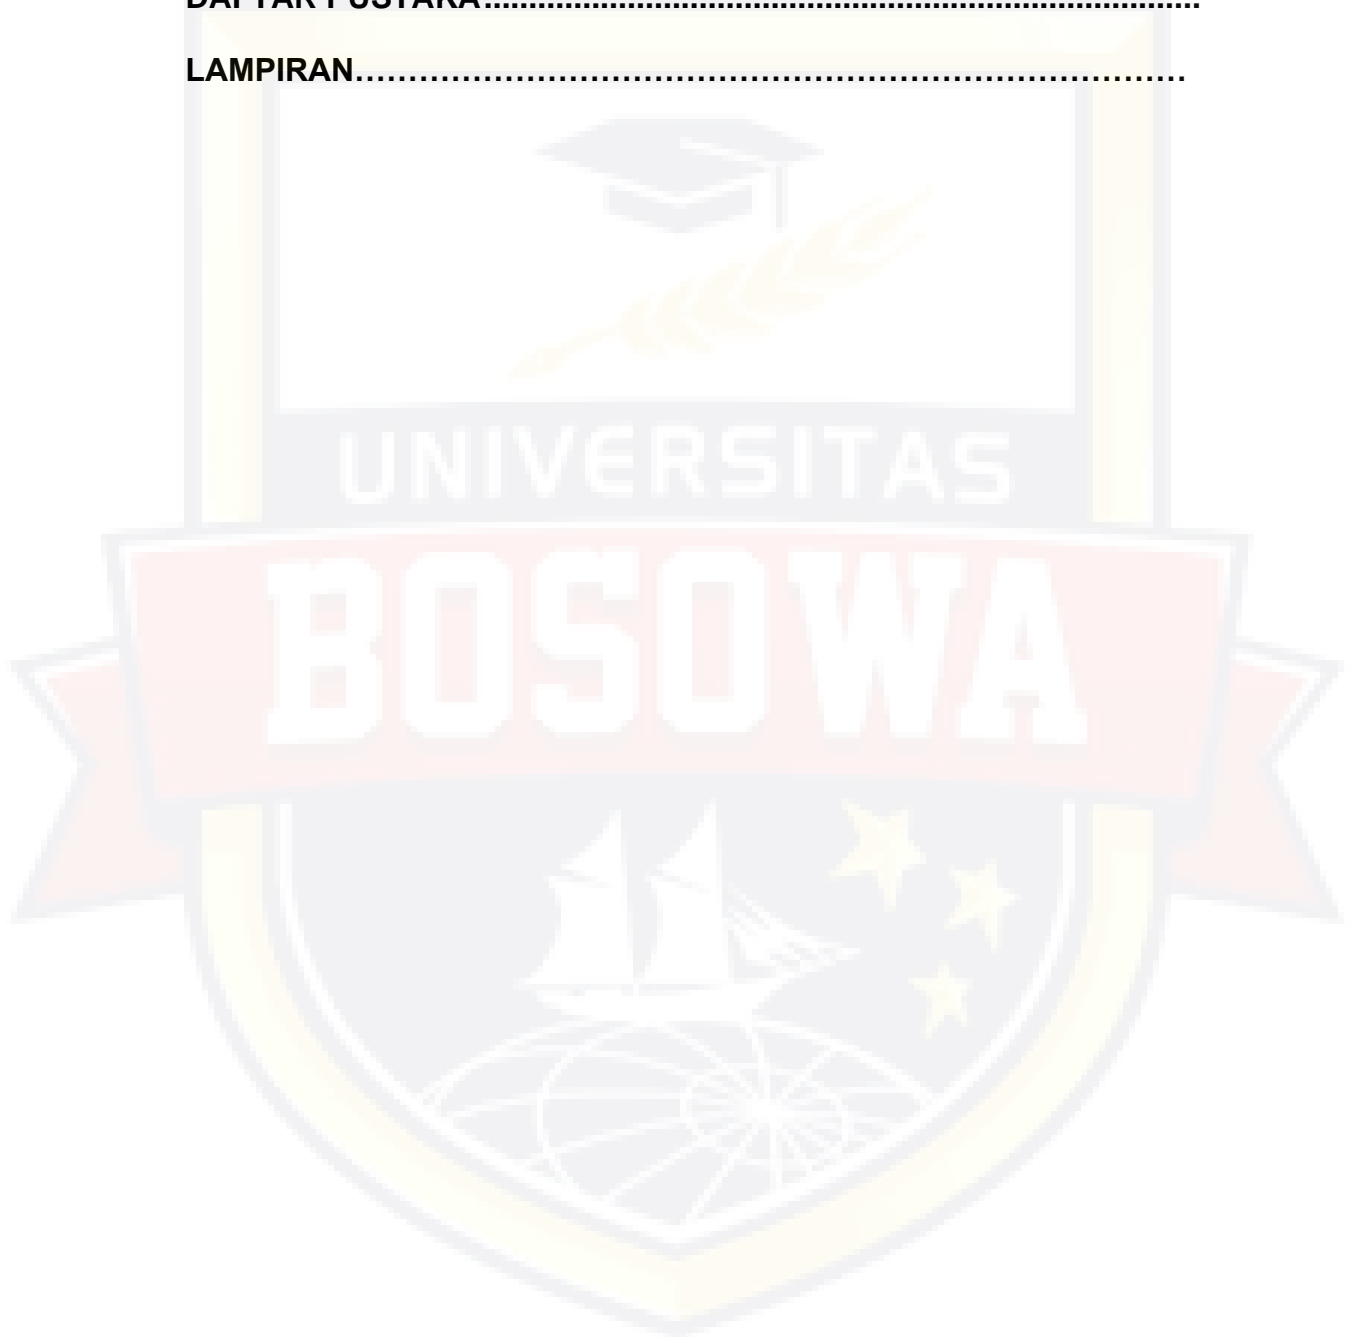 DAFTAR PUSTAKA................................................................................
LAMPIRAN……………………………………………………………………
UNIVERSITAS
BOSOWA